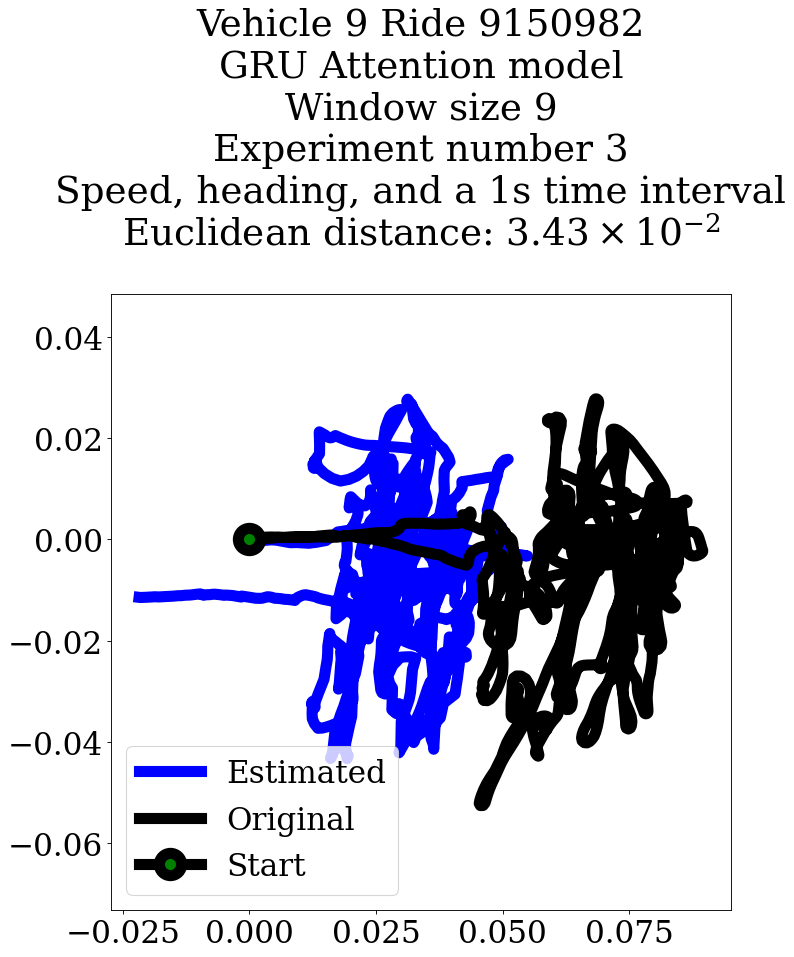 Vehicle 9 Ride 9150982
GRU Attention model
Window size 9
Experiment number 3
Speed, heading, and a 1s time interval
Euclidean distance: 3.43 × 10⁻²
0.04
0.02
0.00
−0.02
−0.04
−0.06
Estimated
Original
Start
−0.025 0.000 0.025 0.050 0.075